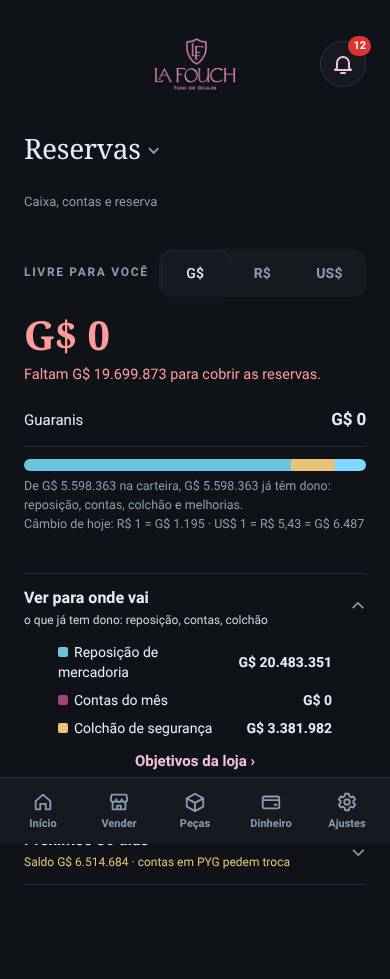 LF
LA FOUCH
TUDO EM ÓCULOS
12
Reservas
Caixa, contas e reserva
LIVRE PARA VOCÊ
G$
R$
US$
G$ 0
Faltam G$ 19.699.873 para cobrir as reservas.
Guaranis
G$ 0
De G$ 5.598.363 na carteira, G$ 5.598.363 já têm dono:
reposição, contas, colchão e melhorias.
Câmbio de hoje: R$ 1 = G$ 1.195 · US$ 1 = R$ 5,43 = G$ 6.487
Ver para onde vai
o que já tem dono: reposição, contas, colchão
Reposição de
mercadoria
G$ 20.483.351
Contas do mês
G$ 0
Colchão de segurança
G$ 3.381.982
Objetivos da loja ›
Início
Vender
Peças
Dinheiro
Ajustes
Saldo G$ 6.514.684 · contas em PYG pedem troca